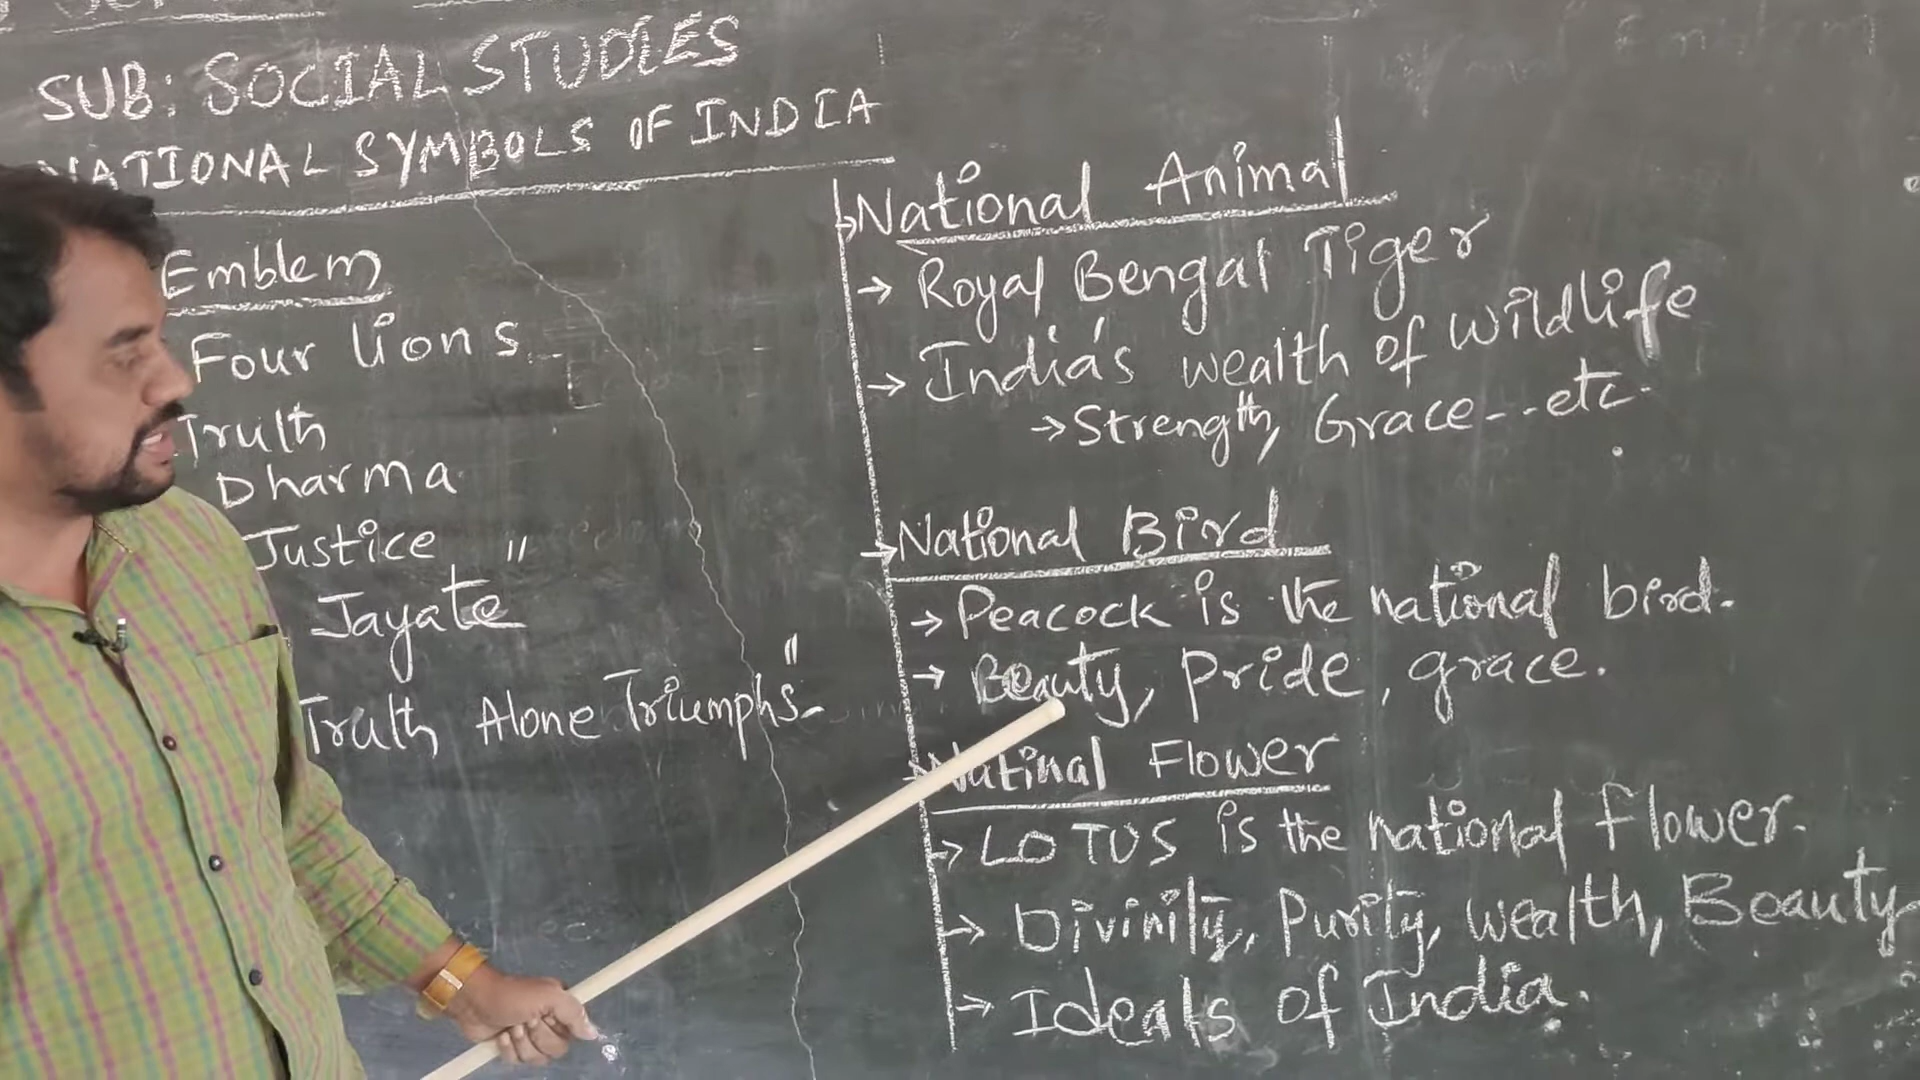 SUB: SOCIAL STUDIES
NATIONAL SYMBOLS OF INDIA
Emblem
Four lions
Truth
Dharma
Justice "
Jayate
Truth Alone Triumphs"
National Animal
→ Royal Bengal Tiger
→ India's wealth of wildlife
→ Strength, Grace--etc.
→ National Bird
→ Peacock is the national bird.
→ Beauty, Pride, grace.
Natinal Flower
→ LOTUS is the national flower.
→ Divinity, Purity, wealth, Beauty
→ Ideals of India.